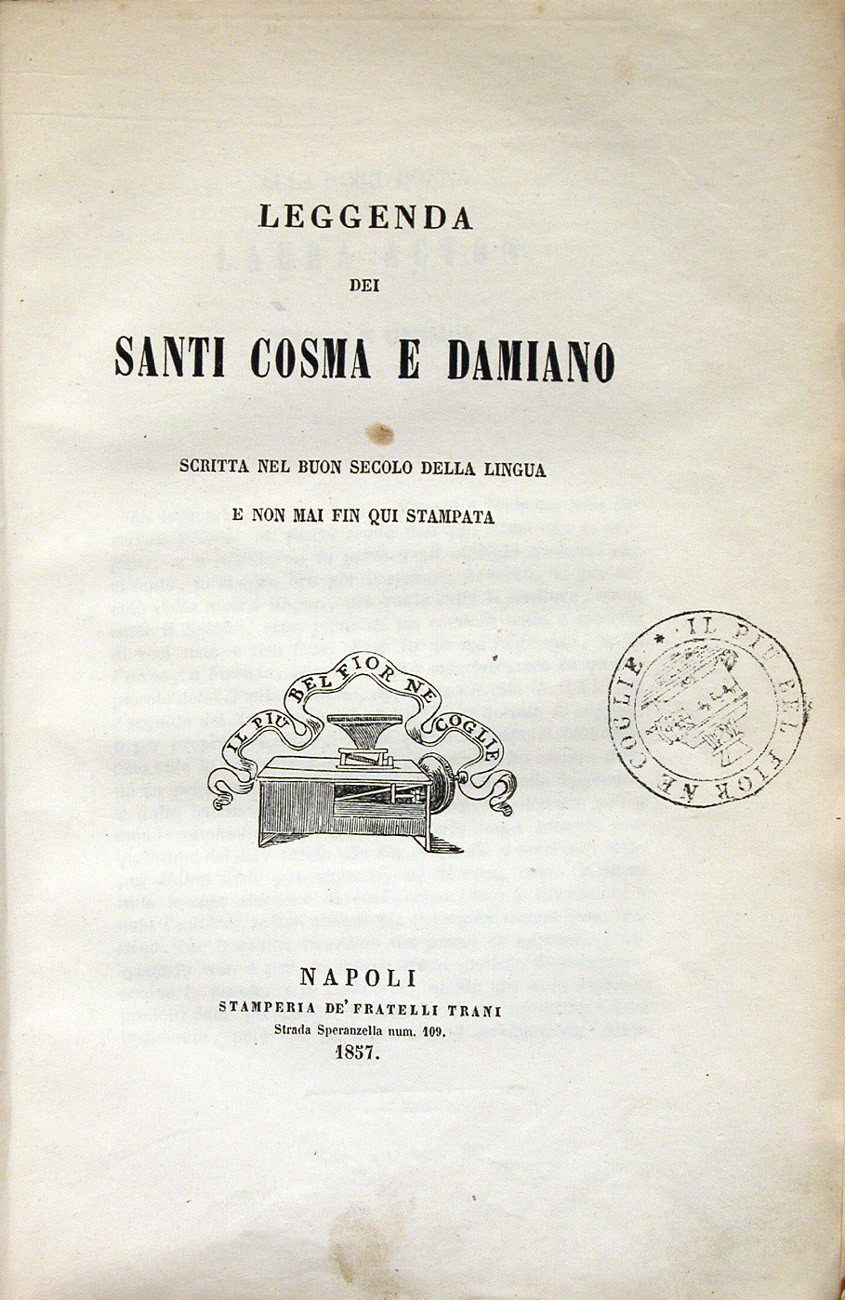 LEGGENDA
DEI
SANTI COSMA E DAMIANO
SCRITTA NEL BUON SECOLO DELLA LINGUA
E NON MAI FIN QUI STAMPATA
IL PIÙ BEL FIOR NE COGLIE
* IL PIU BEL FIOR NE COGLIE
NAPOLI
STAMPERIA DE' FRATELLI TRANI
Strada Speranzella num. 109.
1857.